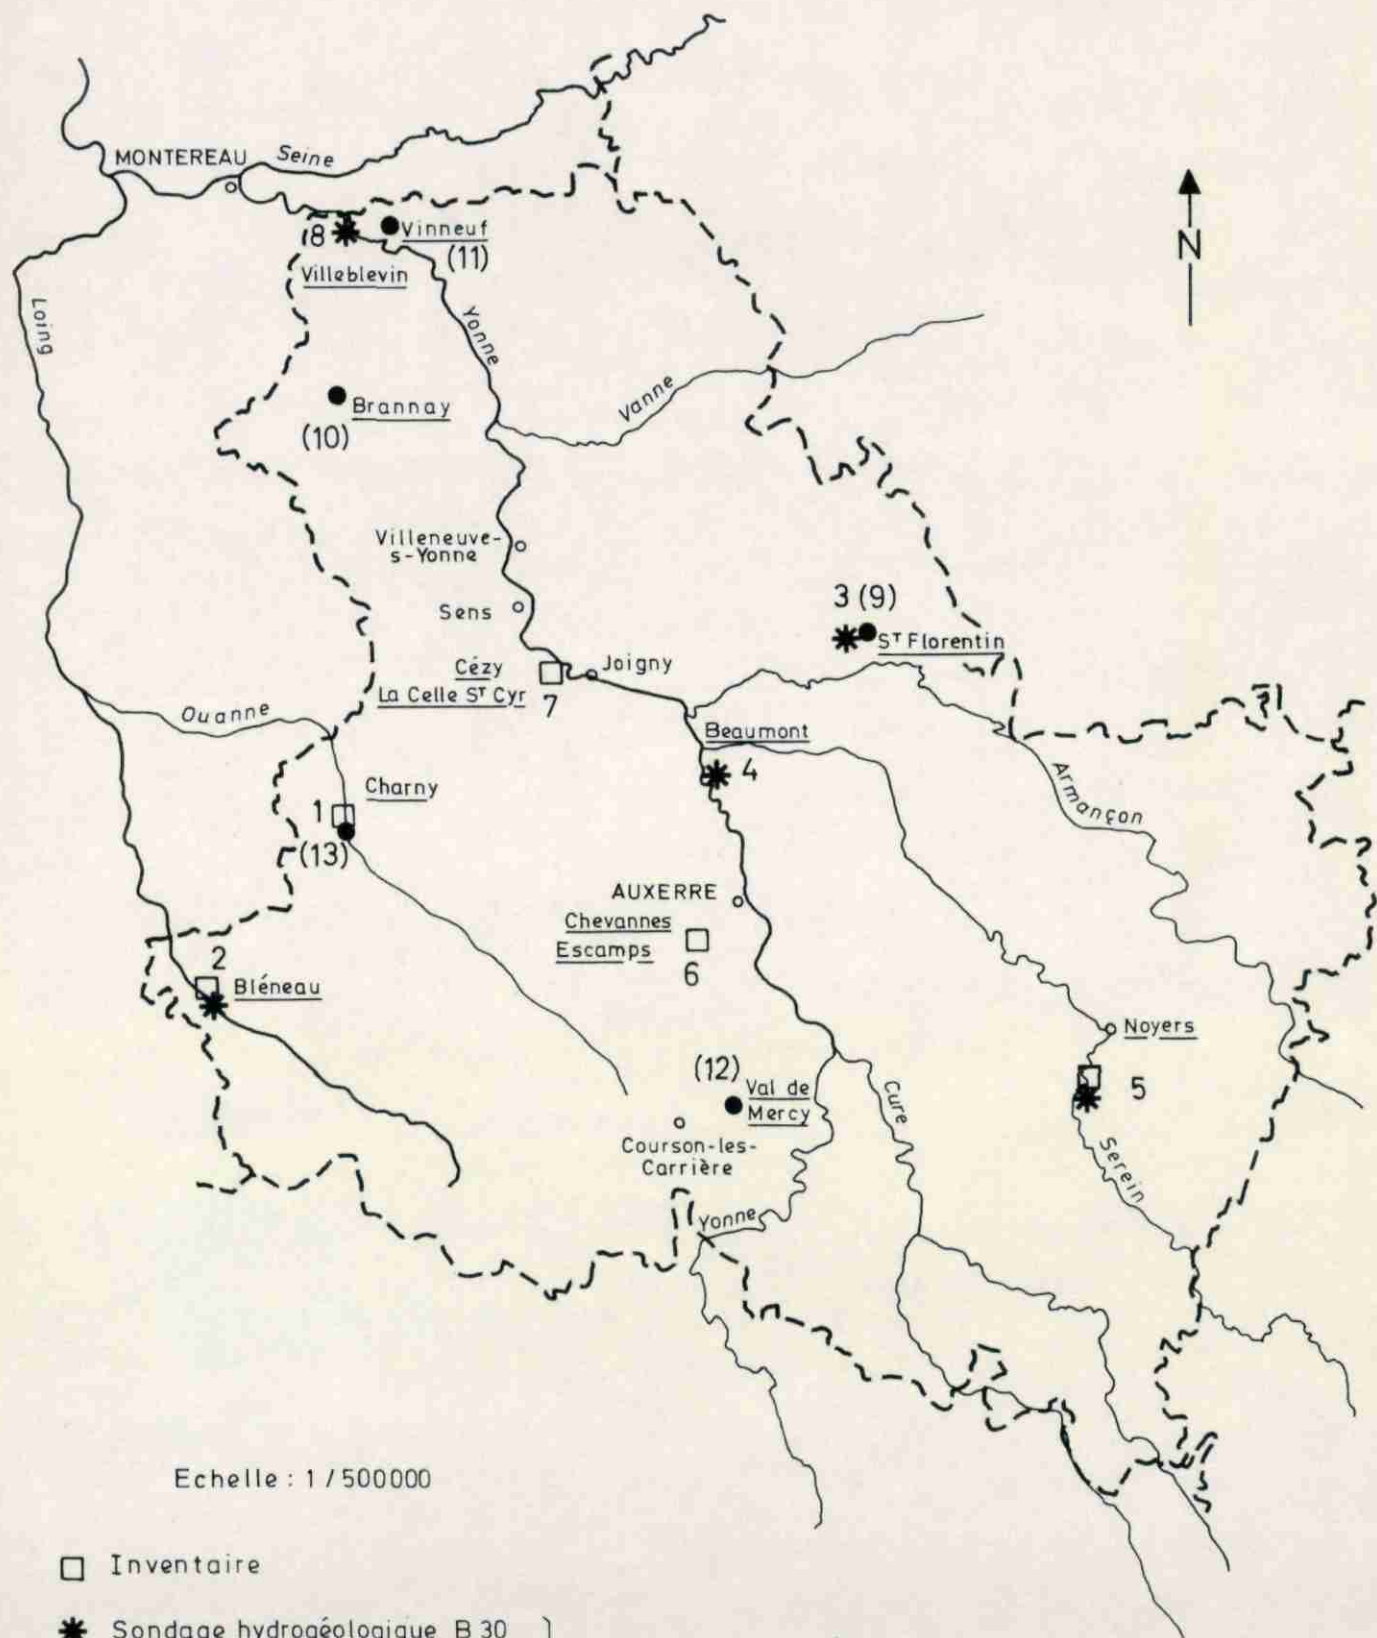 MONTEREAU
Seine
8
Vinneuf
(11)
Villeblevin
N
Loing
Yonne
Vanne
Brannay
(10)
Villeneuve-
s-Yonne
3 (9)
Sᵀ Florentin
Sens
Cézy
Joigny
La Celle Sᵀ Cyr
7
Ouanne
Beaumont
4
Armançon
Charny
1
(13)
AUXERRE
Chevannes
Escamps
6
2
Bléneau
Noyers
5
(12)
Val de
Mercy
Cure
Courson-les-
Carrière
Serein
Yonne
Echelle : 1 / 500000
Inventaire
Sondage hydrogéologique B 30